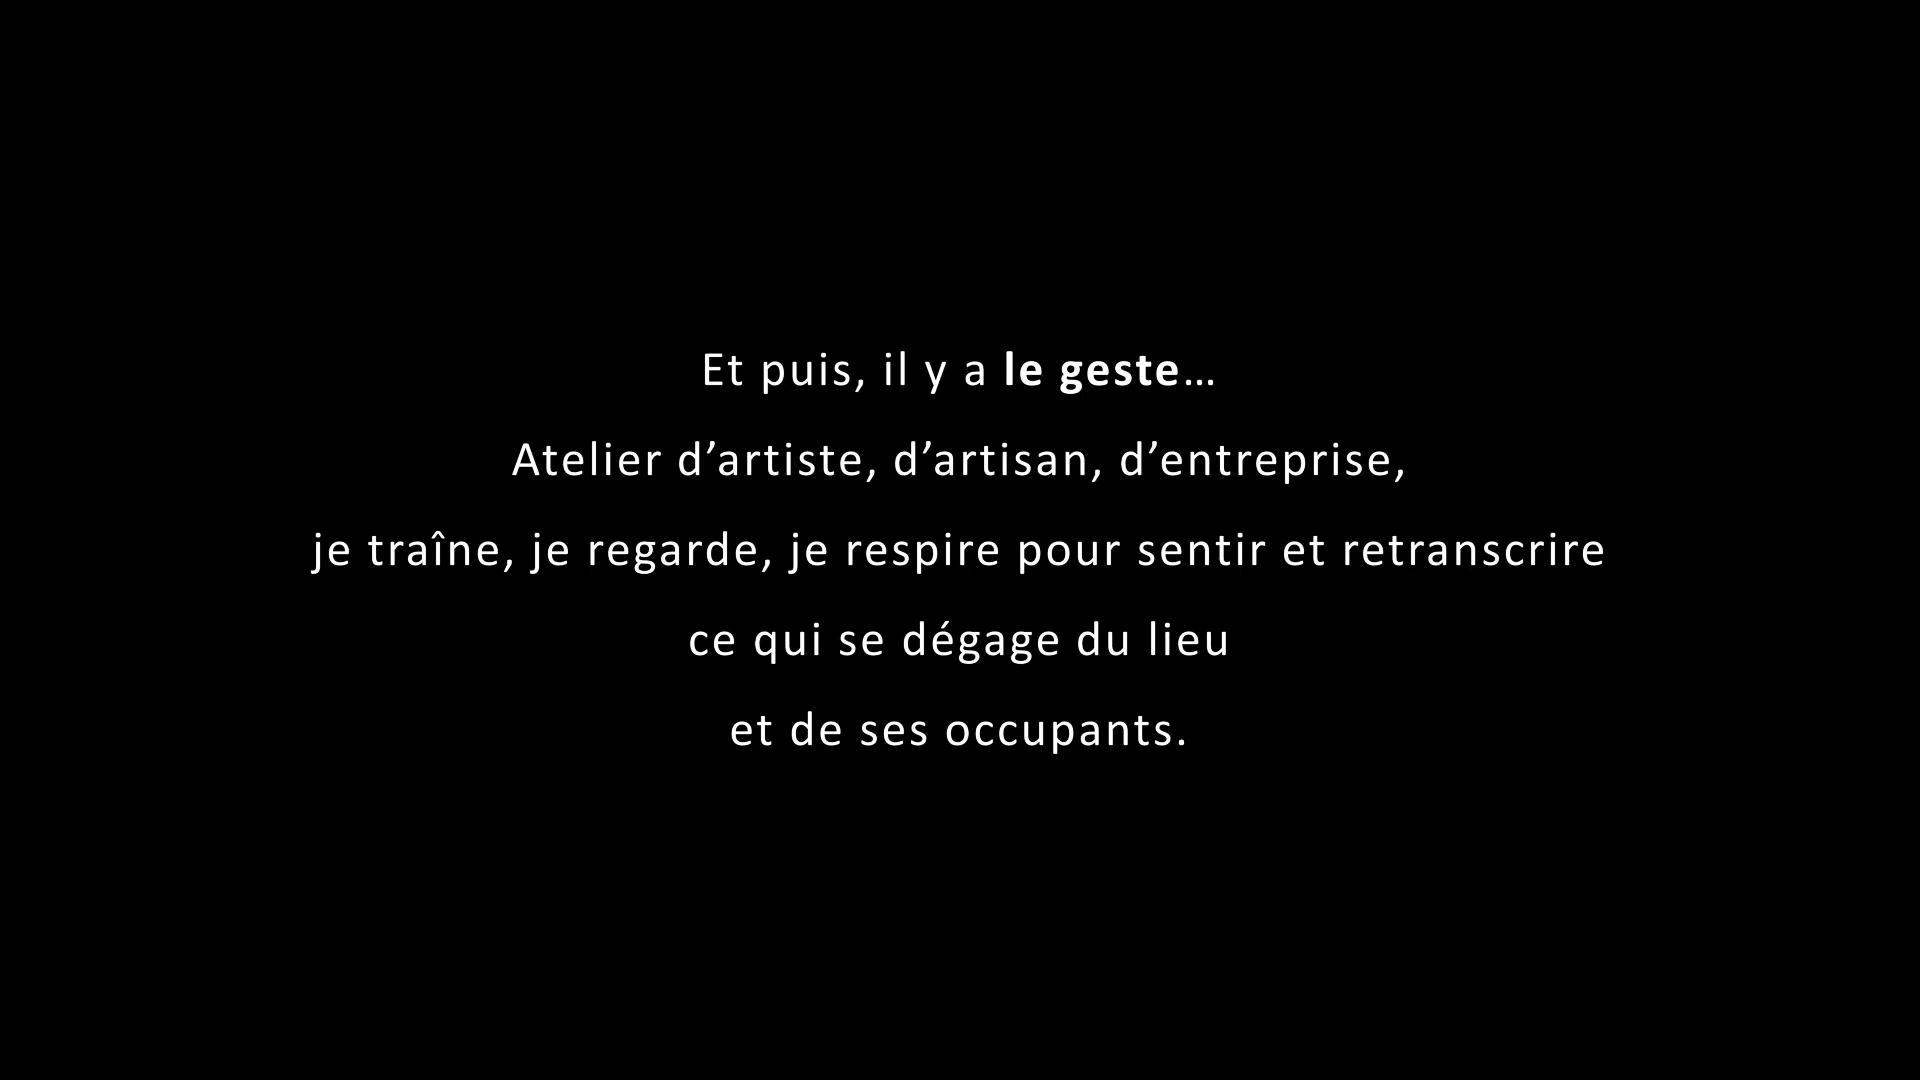 Et puis, il y a le geste…
Atelier d’artiste, d’artisan, d’entreprise,
je traîne, je regarde, je respire pour sentir et retranscrire
ce qui se dégage du lieu
et de ses occupants.